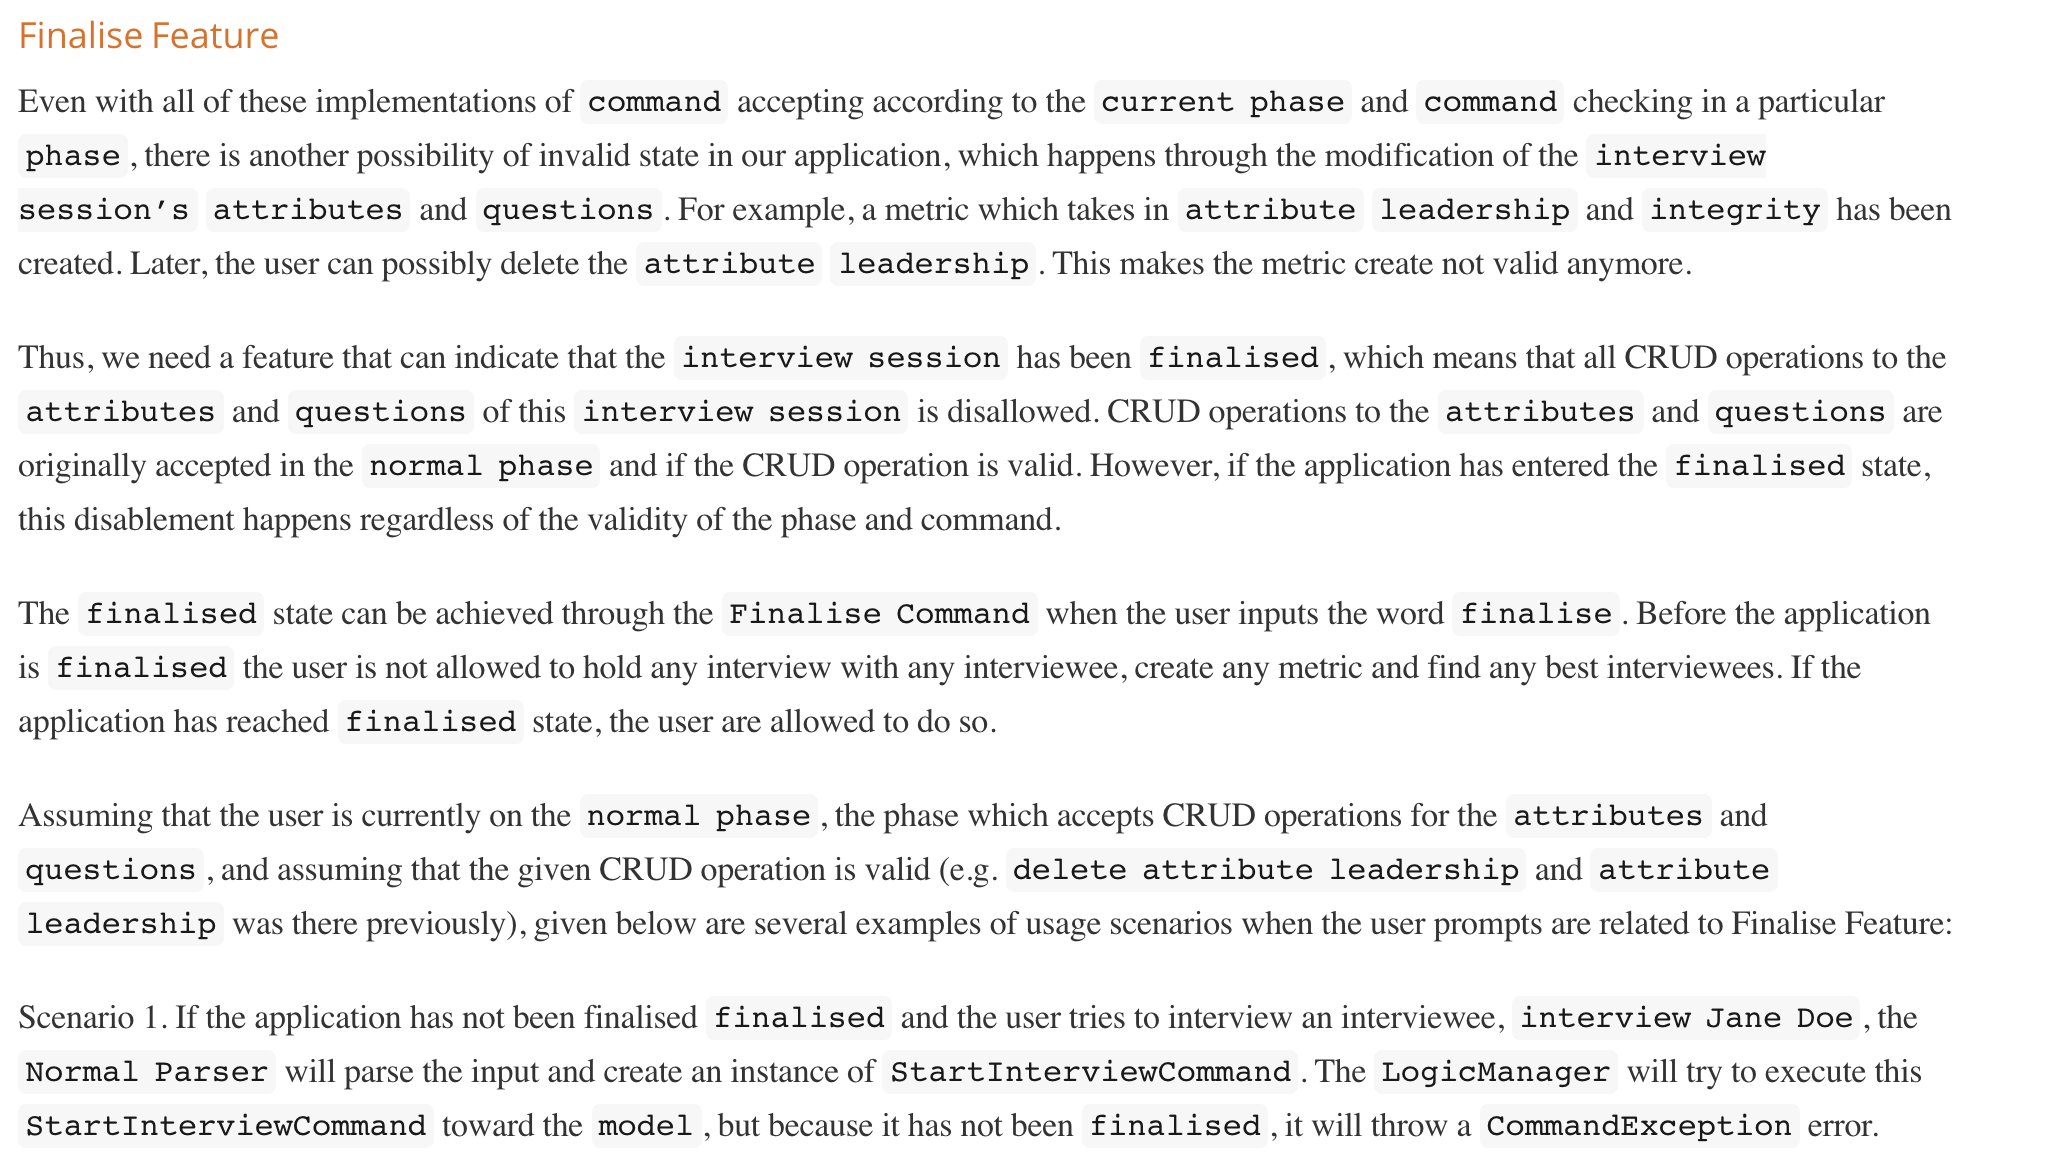 Finalise Feature
Even with all of these implementations of command accepting according to the current phase and command checking in a particular
phase, there is another possibility of invalid state in our application, which happens through the modification of the interview
session's attributes and questions. For example, a metric which takes in attribute leadership and integrity has been
created. Later, the user can possibly delete the attribute leadership. This makes the metric create not valid anymore.
Thus, we need a feature that can indicate that the interview session has been finalised, which means that all CRUD operations to the
attributes and questions of this interview session is disallowed. CRUD operations to the attributes and questions are
originally accepted in the normal phase and if the CRUD operation is valid. However, if the application has entered the finalised state,
this disablement happens regardless of the validity of the phase and command.
The finalised state can be achieved through the Finalise Command when the user inputs the word finalise. Before the application
is finalised the user is not allowed to hold any interview with any interviewee, create any metric and find any best interviewees. If the
application has reached finalised state, the user are allowed to do so.
Assuming that the user is currently on the normal phase, the phase which accepts CRUD operations for the attributes and
questions, and assuming that the given CRUD operation is valid (e.g. delete attribute leadership and attribute
leadership was there previously), given below are several examples of usage scenarios when the user prompts are related to Finalise Feature:
Scenario 1. If the application has not been finalised finalised and the user tries to interview an interviewee, interview Jane Doe, the
Normal Parser will parse the input and create an instance of StartInterviewCommand. The LogicManager will try to execute this
StartInterviewCommand toward the model, but because it has not been finalised, it will throw a CommandException error.